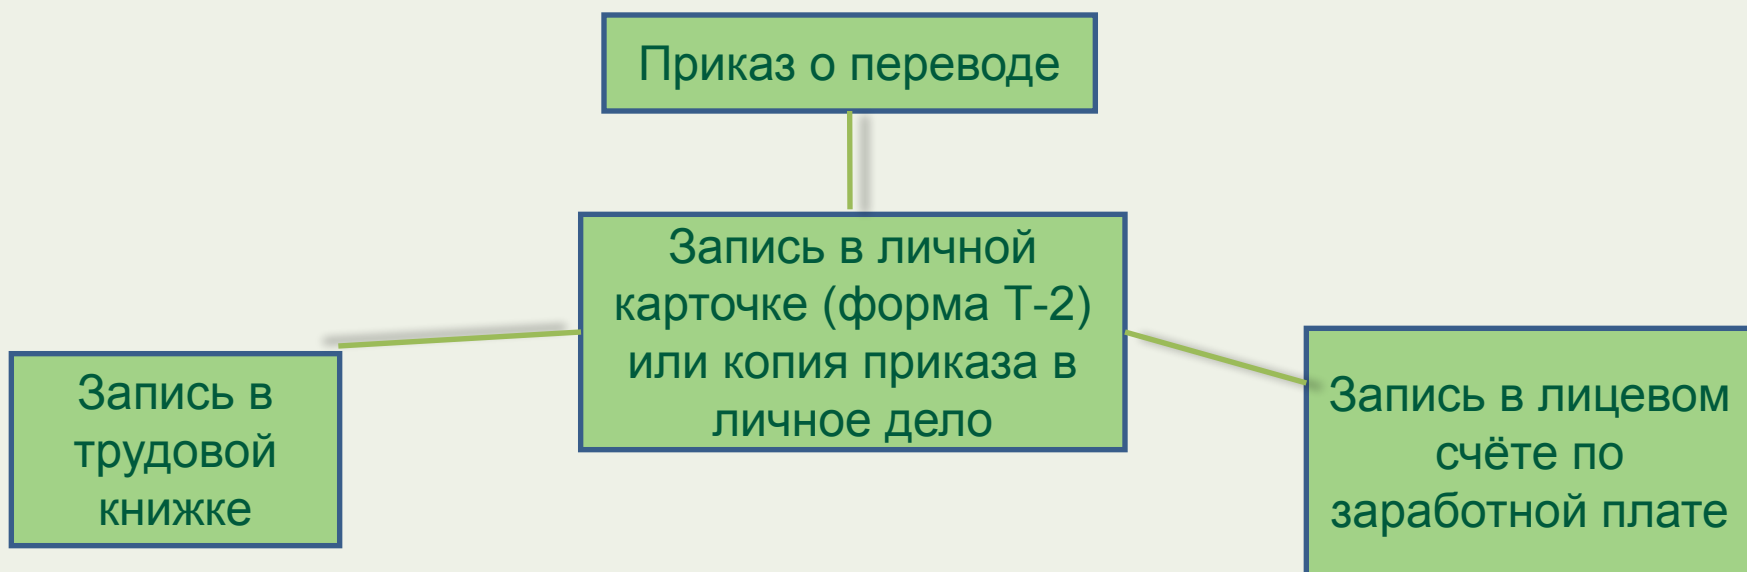 Приказ о переводе
Запись в личной
карточке (форма Т-2)
или копия приказа в
личное дело
Запись в
трудовой
книжке
Запись в лицевом
счёте по
заработной плате